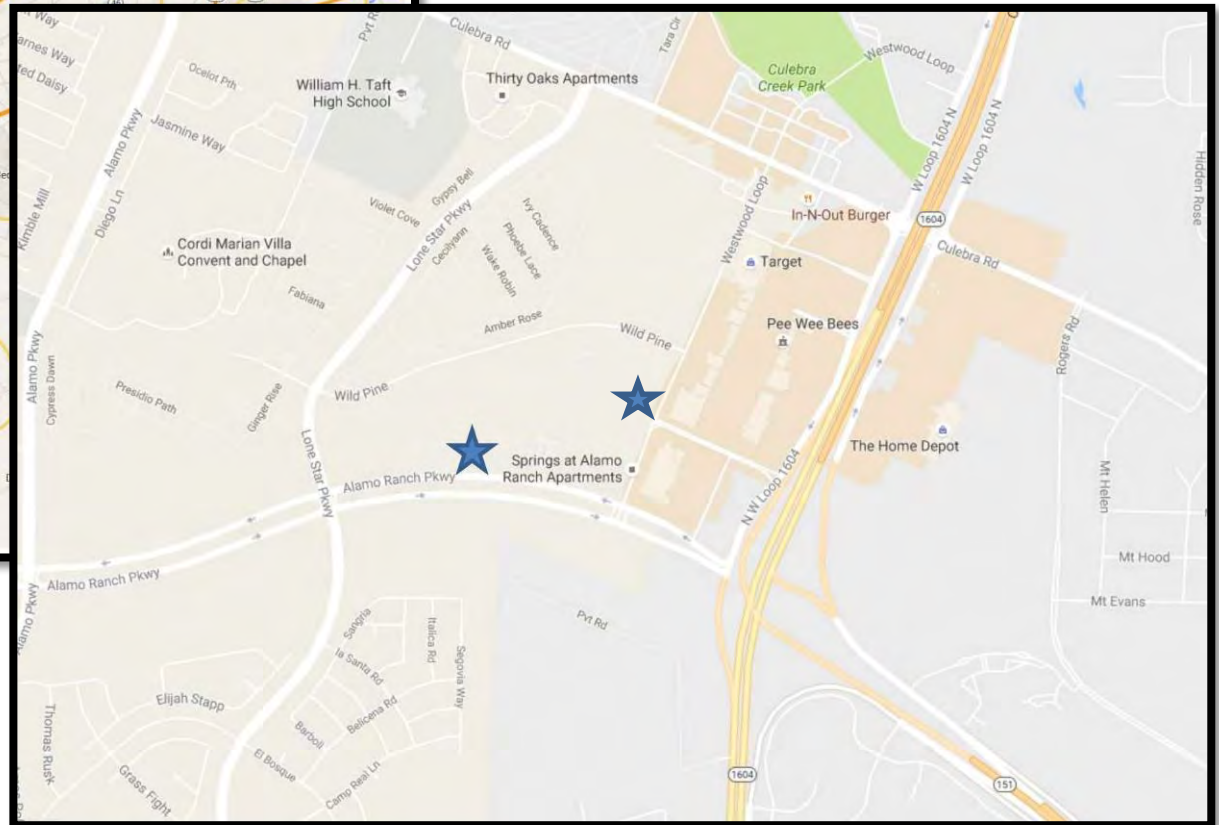 Culebra Rd
Tara Cir
Westwood Loop
Culebra
Creek Park
Ocelot Pth
William H. Taft
High School
Thirty Oaks Apartments
Alamo Pkwy
Jasmine Way
W Loop 1604 N
W Loop 1604 N
Hidden Rose
Kimble Mill
Diego Ln
Violet Cove
Gypsy Bell
Ivy Cadence
Westwood Loop
In-N-Out Burger
1604
Cordi Marian Villa
Convent and Chapel
Lone Star Pkwy
Cecilyann
Phoebe Lace
Wake Robin
Target
Culebra Rd
Fabiana
Amber Rose
Wild Pine
Pee Wee Bees
Rogers Rd
Alamo Pkwy
Cypress Dawn
Presidio Path
Ginger Rise
Wild Pine
The Home Depot
Lone Star Pkwy
Springs at Alamo
Ranch Apartments
Alamo Ranch Pkwy
N W Loop 1604
Mt Helen
Mt Hood
Alamo Ranch Pkwy
Mt Evans
Alamo Pkwy
Pvt Rd
Sangria
Italica Rd
la Santa Rd
Segovia Way
Elijah Stapp
Belicena Rd
Barboli
Thomas Rusk
El Bosque
Camp Real Ln
Grass Fight
1604
151